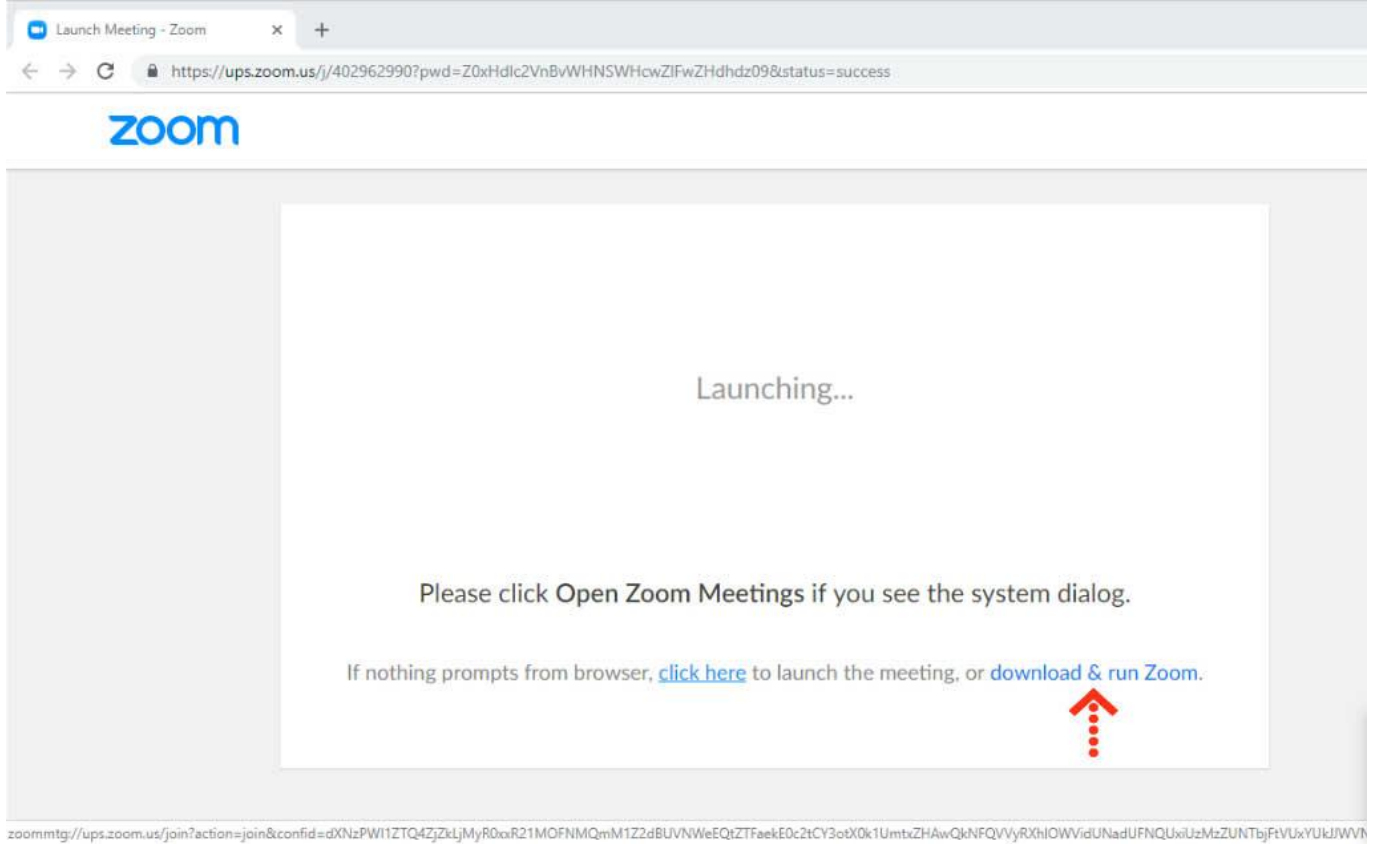 Launch Meeting - Zoom
https://ups.zoom.us/j/402962990?pwd=Z0xHdlc2VnBvWHNSWHcwZlFwZHdhdz09&status=success
zoom
Launching...
Please click Open Zoom Meetings if you see the system dialog.
If nothing prompts from browser, click here to launch the meeting, or download & run Zoom.